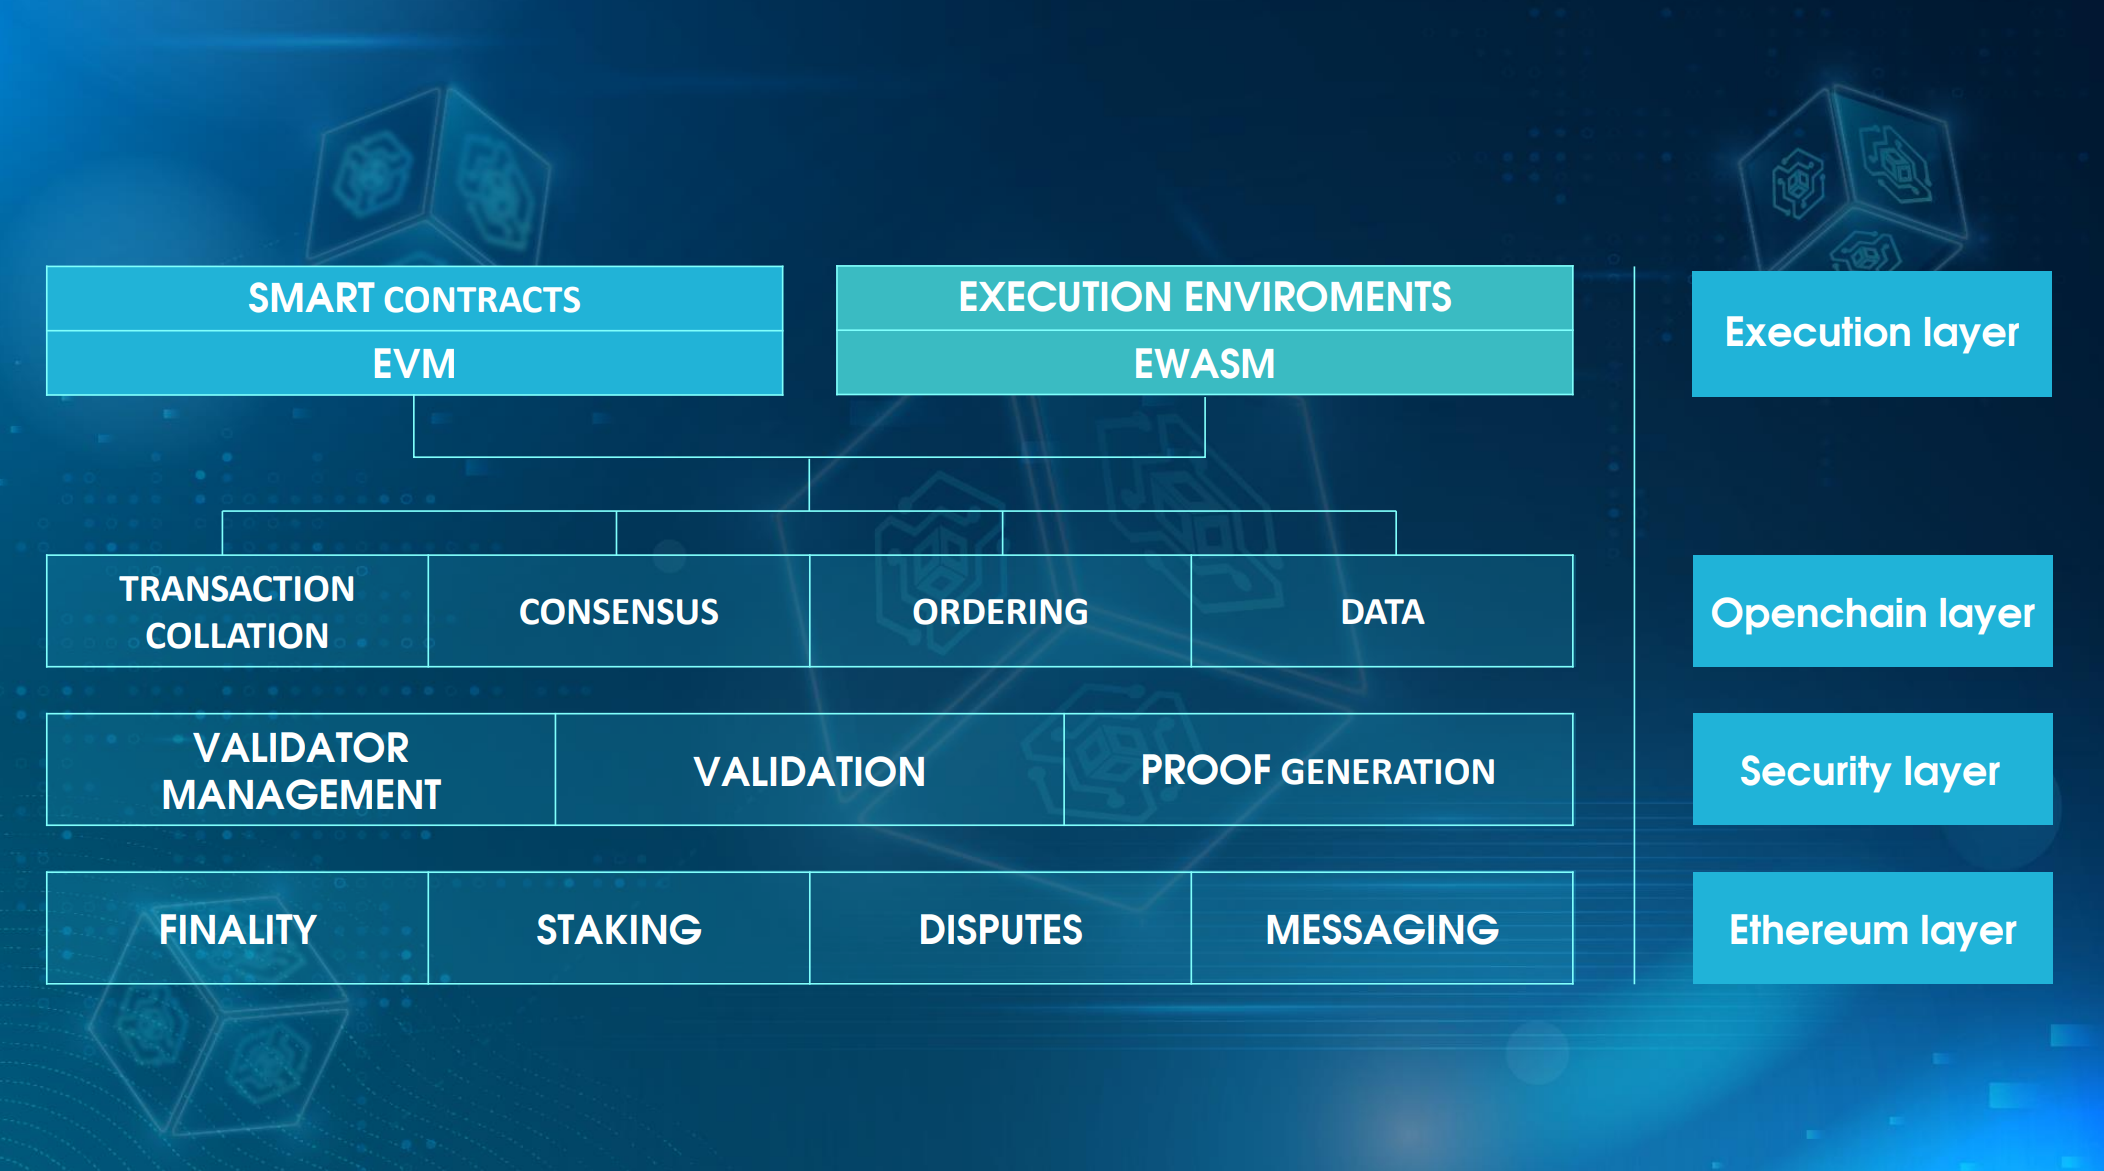 SMART CONTRACTS
EVM
EXECUTION ENVIROMENTS
EWASM
Execution layer
TRANSACTION
COLLATION
CONSENSUS
ORDERING
DATA
Openchain layer
VALIDATOR
MANAGEMENT
VALIDATION
PROOF GENERATION
Security layer
FINALITY
STAKING
DISPUTES
MESSAGING
Ethereum layer